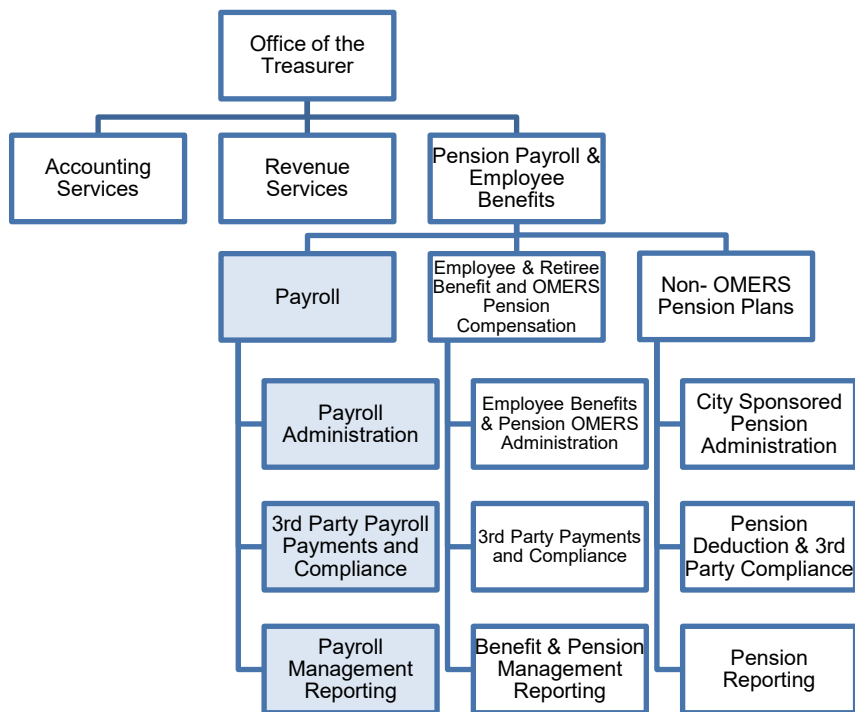 Office of the
Treasurer
Accounting
Services
Revenue
Services
Pension Payroll &
Employee
Benefits
Payroll
Employee & Retiree
Benefit and OMERS
Pension
Compensation
Non- OMERS
Pension Plans
Payroll
Administration
Employee Benefits
& Pension OMERS
Administration
City Sponsored
Pension
Administration
3rd Party Payroll
Payments and
Compliance
3rd Party Payments
and Compliance
Pension
Deduction & 3rd
Party Compliance
Payroll
Management
Reporting
Benefit & Pension
Management
Reporting
Pension
Reporting